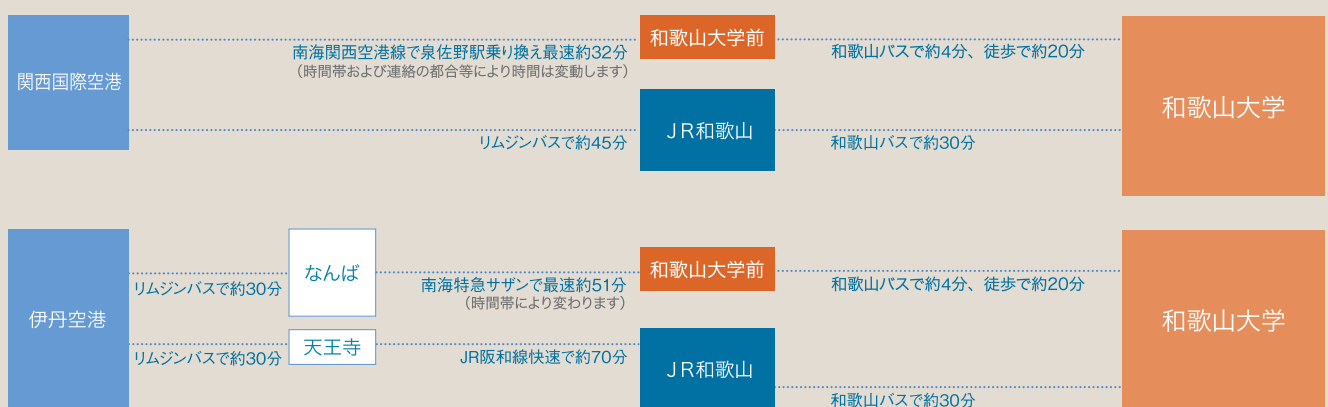 関西国際空港
南海関西空港線で泉佐野駅乗り換え最速約32分
（時間帯および連絡の都合等により時間は変動します）
和歌山大学前
和歌山バスで約4分、徒歩で約20分
リムジンバスで約45分
ＪＲ和歌山
和歌山バスで約30分
和歌山大学
伊丹空港
リムジンバスで約30分
なんば
南海特急サザンで最速約51分
（時間帯により変わります）
和歌山大学前
和歌山バスで約4分、徒歩で約20分
リムジンバスで約30分
天王寺
JR阪和線快速で約70分
ＪＲ和歌山
和歌山バスで約30分
和歌山大学